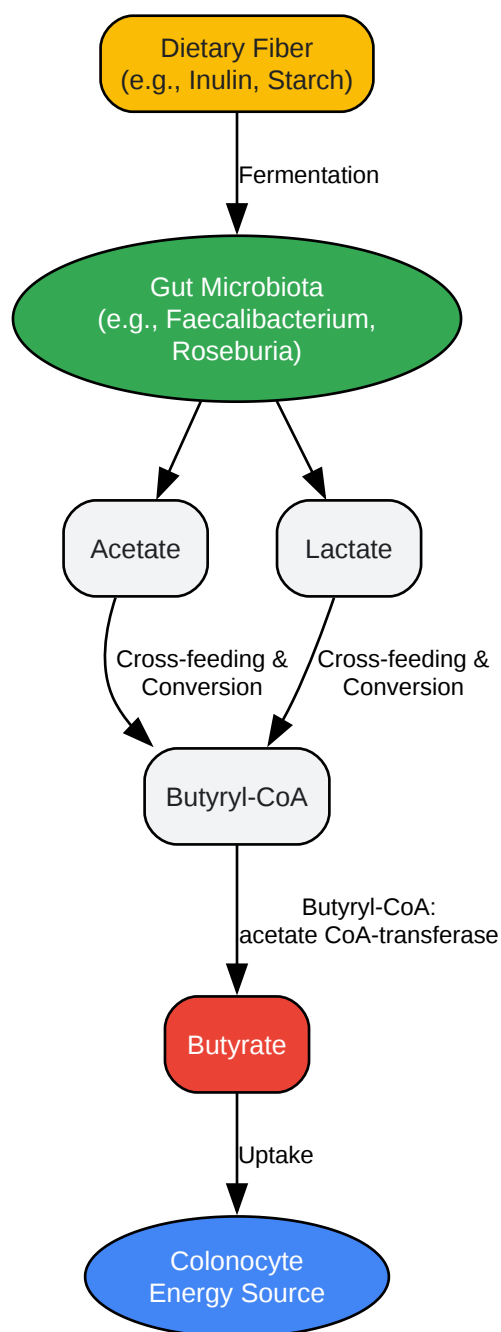 Dietary Fiber
(e.g., Inulin, Starch)
Fermentation
Gut Microbiota
(e.g., Faecalibacterium,
Roseburia)
Acetate
Lactate
Cross-feeding &
Conversion
Cross-feeding &
Conversion
Butyryl-CoA
Butyryl-CoA:
acetate CoA-transferase
Butyrate
Uptake
Colonocyte
Energy Source